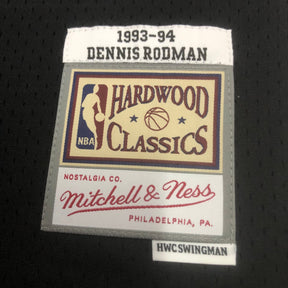 1993-94
DENNIS RODMAN
HARDWOOD
NBA
CLASSICS
NOSTALGIA CO.
Mitchell & Ness
PHILADELPHIA, PA.
HWC SWINGMAN